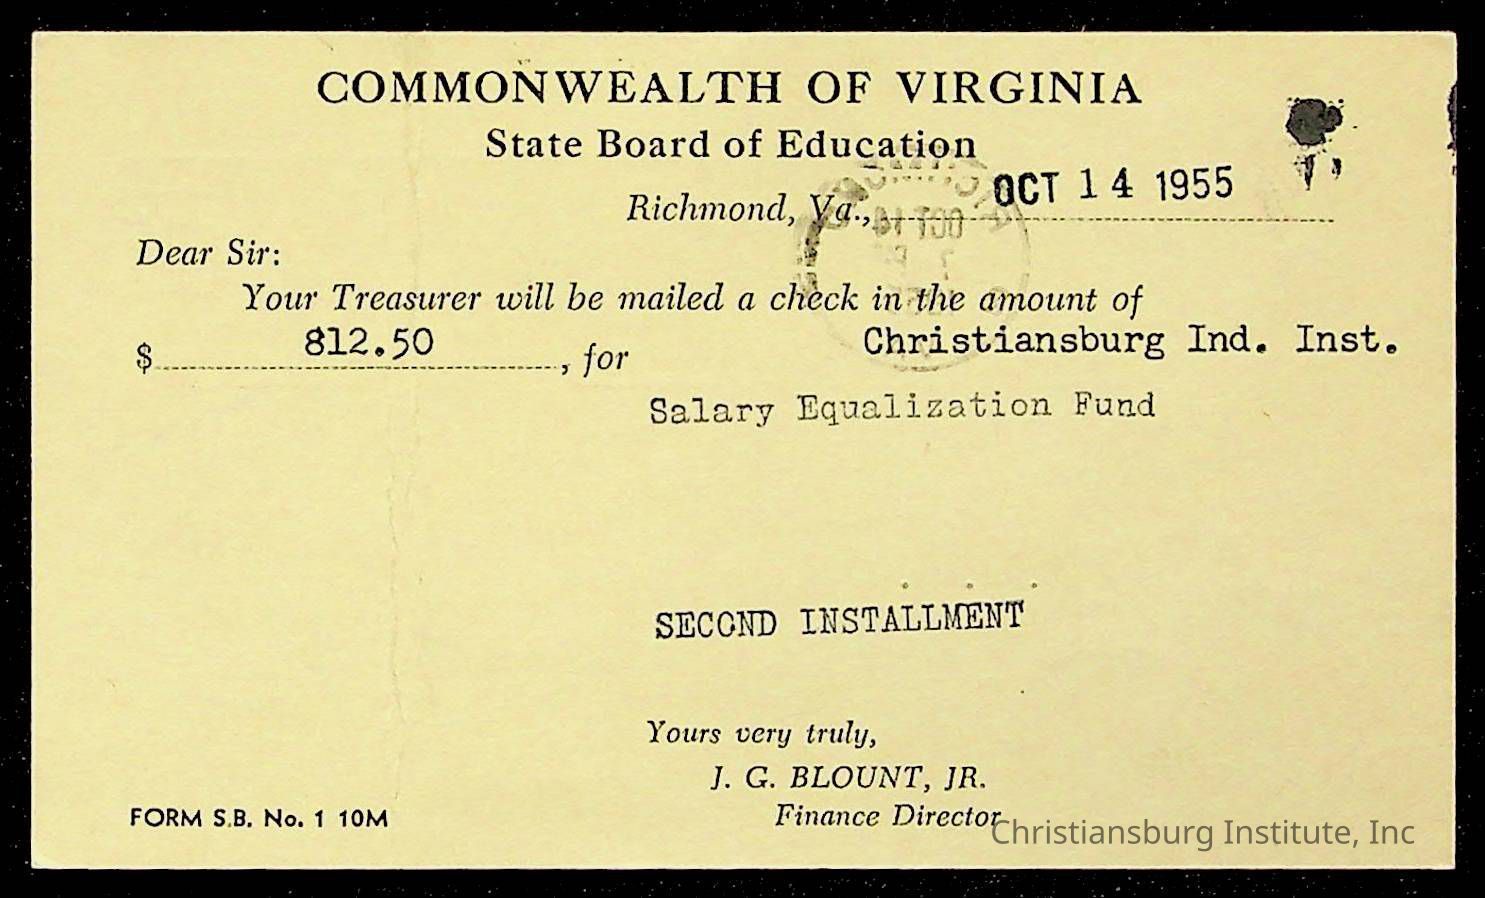 COMMONWEALTH OF VIRGINIA
State Board of Education
Richmond, Va., OCT 14 1955
Dear Sir:
Your Treasurer will be mailed a check in the amount of
$ 812.50, for Christiansburg Ind. Inst.
Salary Equalization Fund
SECOND INSTALLMENT
Yours very truly,
J. G. BLOUNT, JR.
Finance Director
FORM S.B. No. 1 10M
Christiansburg Institute, Inc